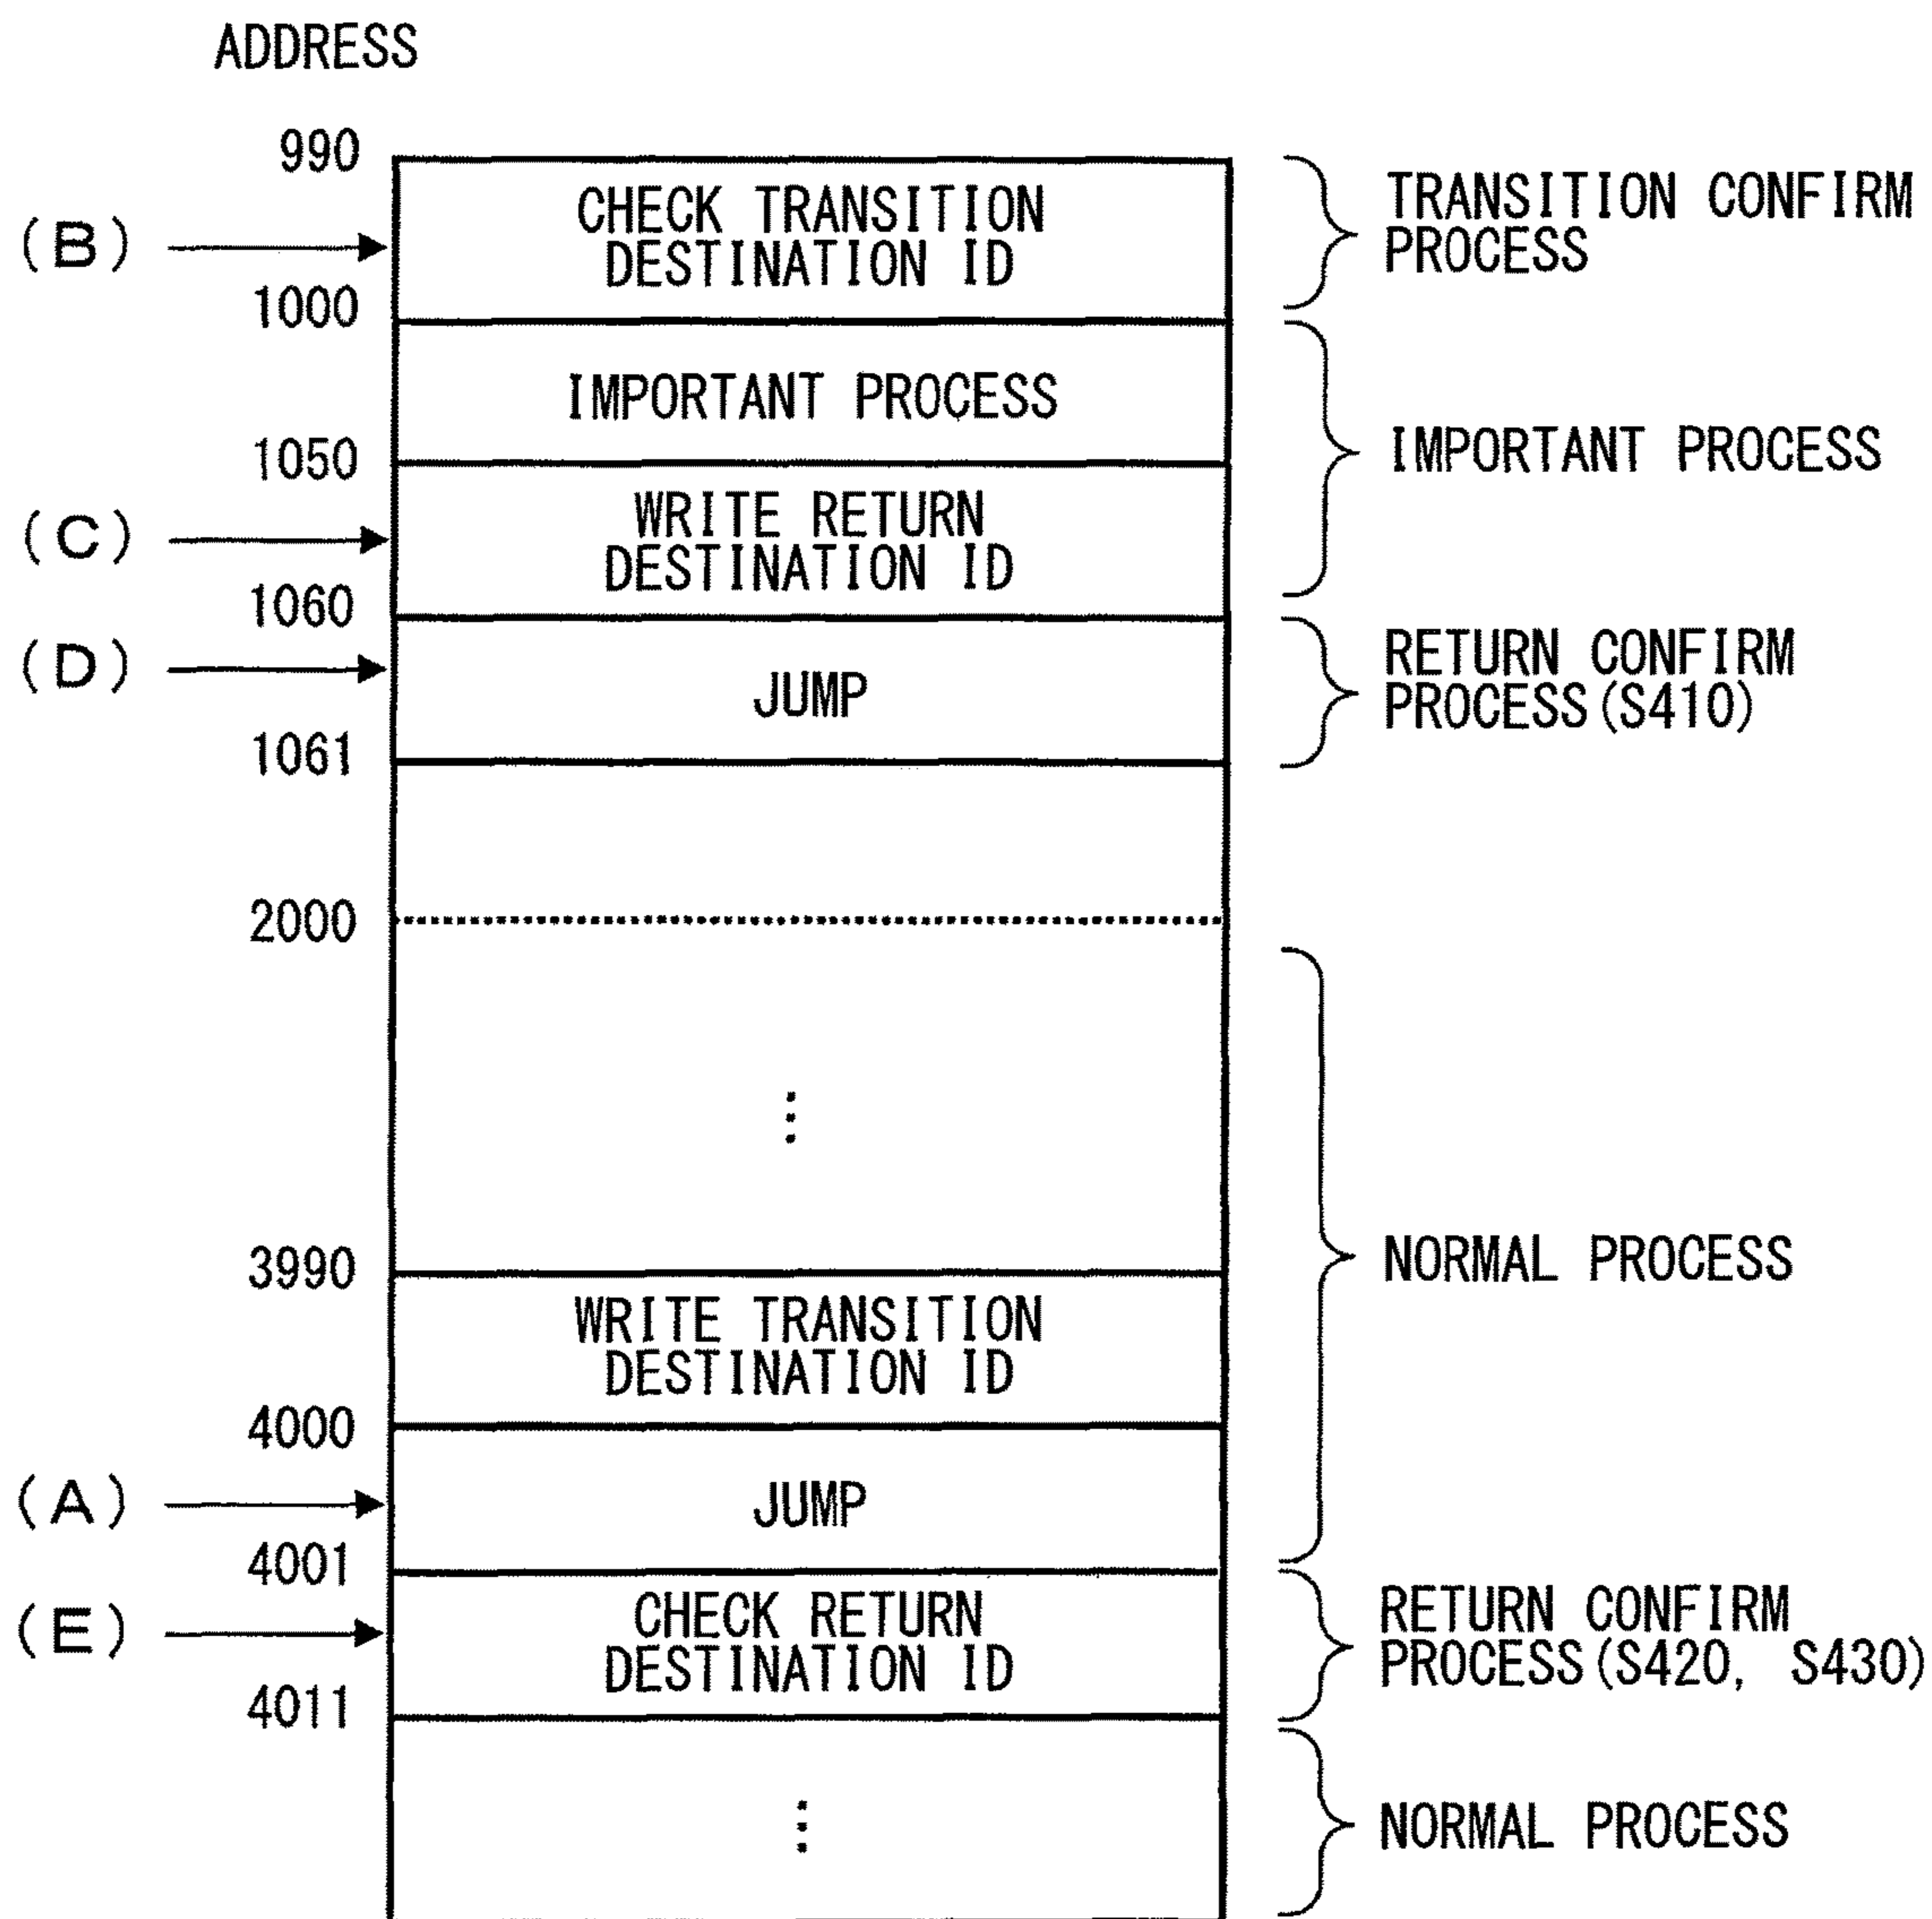 ADDRESS
990
CHECK TRANSITION
DESTINATION ID
TRANSITION CONFIRM
PROCESS
(B)
1000
IMPORTANT PROCESS
IMPORTANT PROCESS
1050
WRITE RETURN
DESTINATION ID
(C)
1060
(D)
JUMP
RETURN CONFIRM
PROCESS(S410)
1061
2000
⋮
NORMAL PROCESS
3990
WRITE TRANSITION
DESTINATION ID
4000
(A)
JUMP
4001
(E)
CHECK RETURN
DESTINATION ID
RETURN CONFIRM
PROCESS(S420, S430)
4011
⋮
NORMAL PROCESS